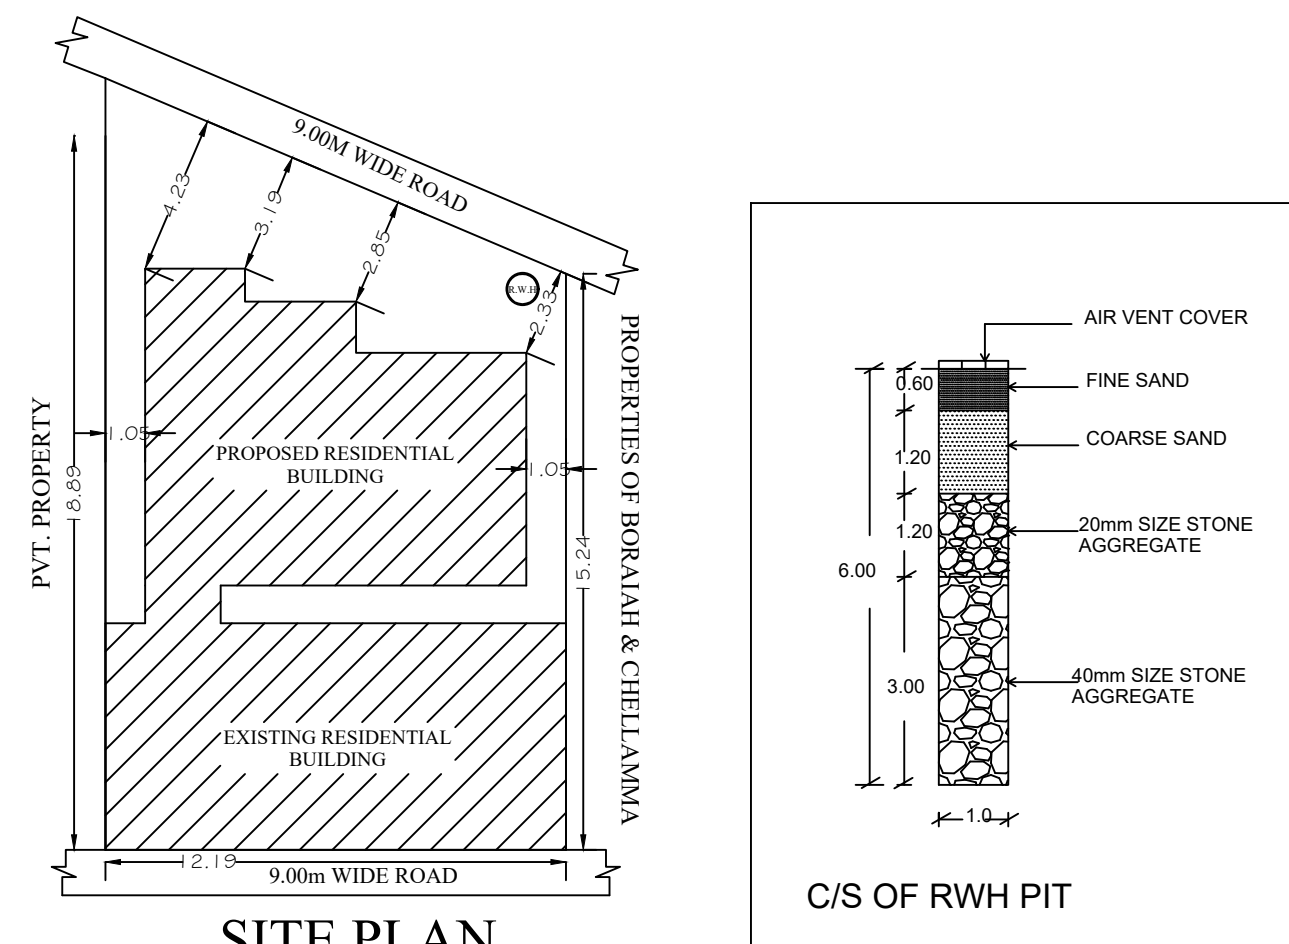 9.00M WIDE ROAD
4.23
3.19
2.85
2.33
R.W.H
1.05
1.05
PVT. PROPERTY
18.89
15.24
PROPERTIES OF BORAIAH & CHELLAMMA
PROPOSED RESIDENTIAL
BUILDING
EXISTING RESIDENTIAL
BUILDING
12.19
9.00m WIDE ROAD
SITE PLAN
AIR VENT COVER
0.60
FINE SAND
1.20
COARSE SAND
1.20
20mm SIZE STONE
AGGREGATE
6.00
3.00
40mm SIZE STONE
AGGREGATE
1.0
C/S OF RWH PIT